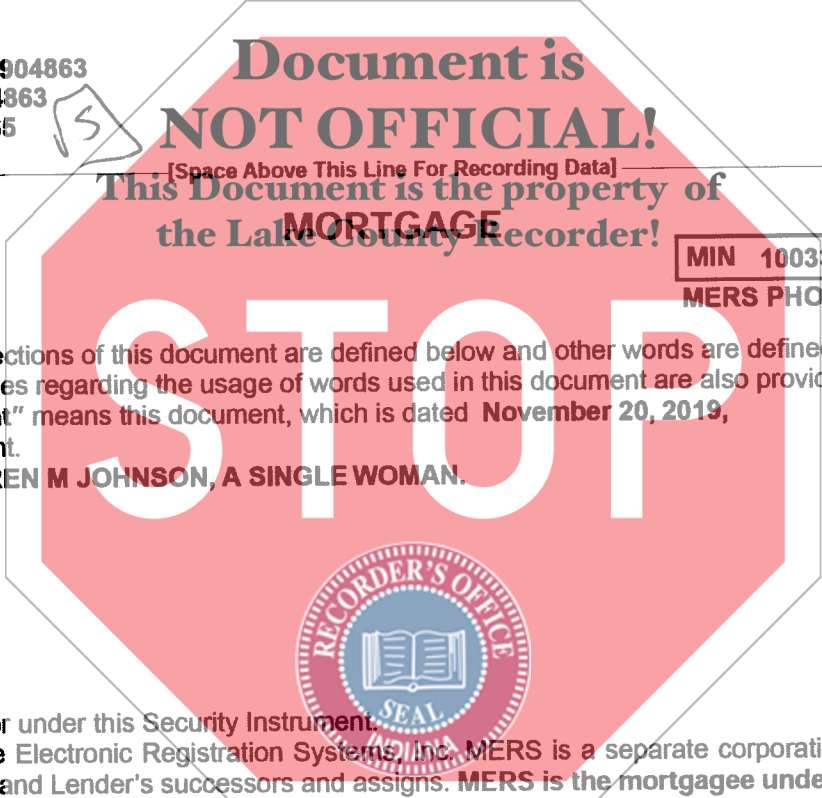 904863
4863
5
S
Document is
NOT OFFICIAL!
[Space Above This Line For Recording Data]
This Document is the property of
MORTGAGE
the Lake County Recorder!
MIN 1003
MERS PHO
STOP
ctions of this document are defined below and other words are define
es regarding the usage of words used in this document are also provid
t" means this document, which is dated November 20, 2019,
nt.
EN M JOHNSON, A SINGLE WOMAN.
RECORDER'S OFFICE
SEAL
INDIANA
r under this Security Instrument.
e Electronic Registration Systems, Inc. MERS is a separate corporati
and Lender's successors and assigns. MERS is the mortgagee unde